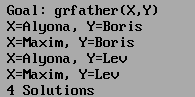 Goal: grfather(X,Y)
X=Alyona, Y=Boris
X=Maxim, Y=Boris
X=Alyona, Y=Lev
X=Maxim, Y=Lev
4 Solutions